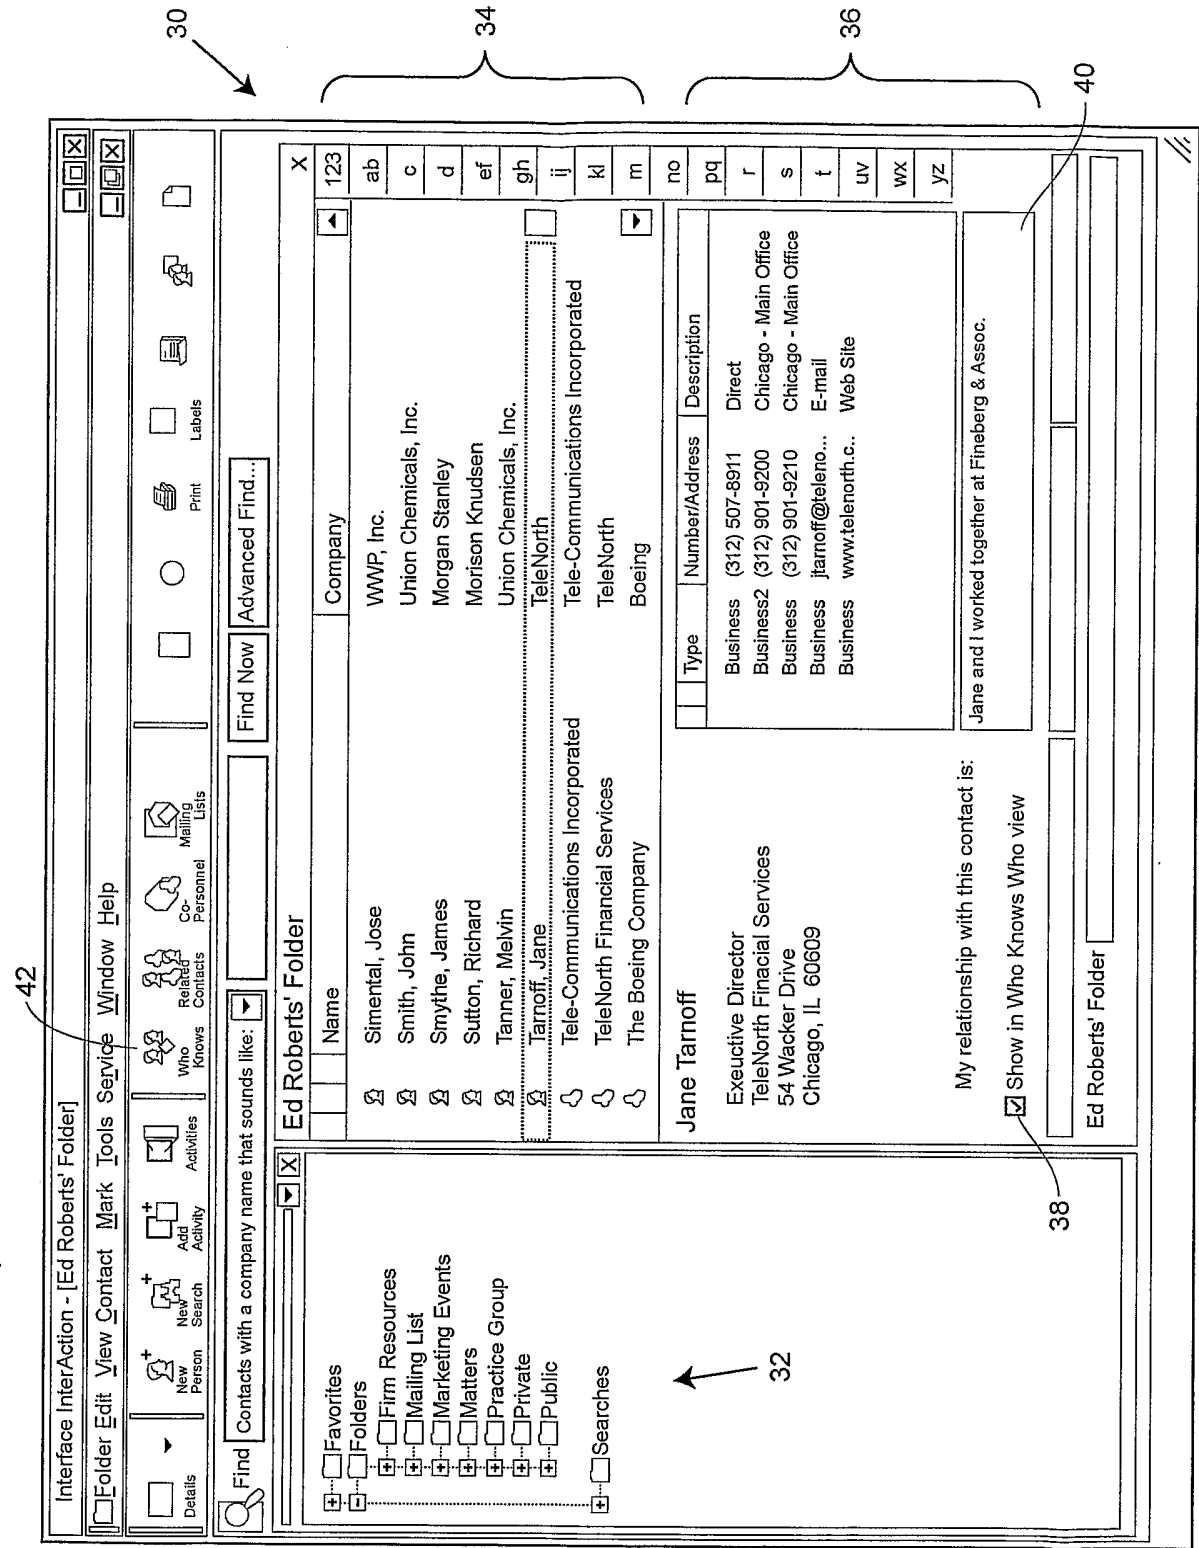 30
34
36
40
42
38
32
Interface InterAction - [Ed Roberts' Folder]
Folder Edit View Contact Mark Tools Service Window Help
Details
New Person
New Search
Add Activity
Activities
Who Knows
Related Contacts
Co-Personnel
Mailing Lists
Print
Labels
Find Contacts with a company name that sounds like: Find Now Advanced Find...
Favorites
Folders
Firm Resources
Mailing List
Marketing Events
Matters
Practice Group
Private
Public
Searches
Ed Roberts' Folder X
Name Company
Simental, Jose WWP, Inc.
Smith, John Union Chemicals, Inc.
Smythe, James Morgan Stanley
Sutton, Richard Morison Knudsen
Tanner, Melvin Union Chemicals, Inc.
Tarnoff, Jane TeleNorth
Tele-Communications Incorporated Tele-Communications Incorporated
TeleNorth Financial Services TeleNorth
The Boeing Company Boeing
123
ab
c
d
ef
gh
ij
kl
m
no
pq
r
s
t
uv
wx
yz
Jane Tarnoff
Exeuctive Director
TeleNorth Finacial Services
54 Wacker Drive
Chicago, IL 60609
Type Number/Address Description
Business (312) 507-8911 Direct
Business2 (312) 901-9200 Chicago - Main Office
Business (312) 901-9210 Chicago - Main Office
Business jtarnoff@teleno... E-mail
Business www.telenorth.c.. Web Site
My relationship with this contact is:
Jane and I worked together at Fineberg & Assoc.
Show in Who Knows Who view
Ed Roberts' Folder